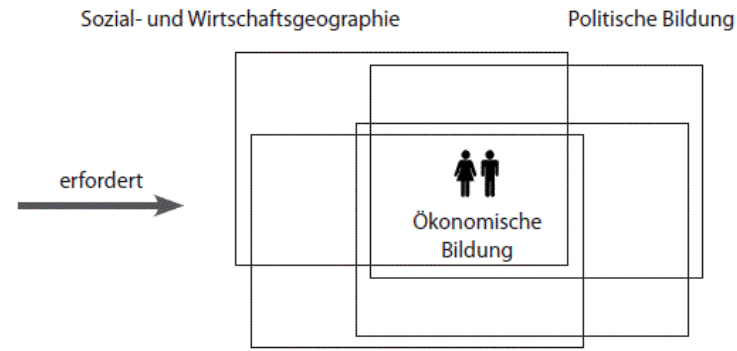 Sozial- und Wirtschaftsgeographie
Politische Bildung
erfordert
Ökonomische
Bildung